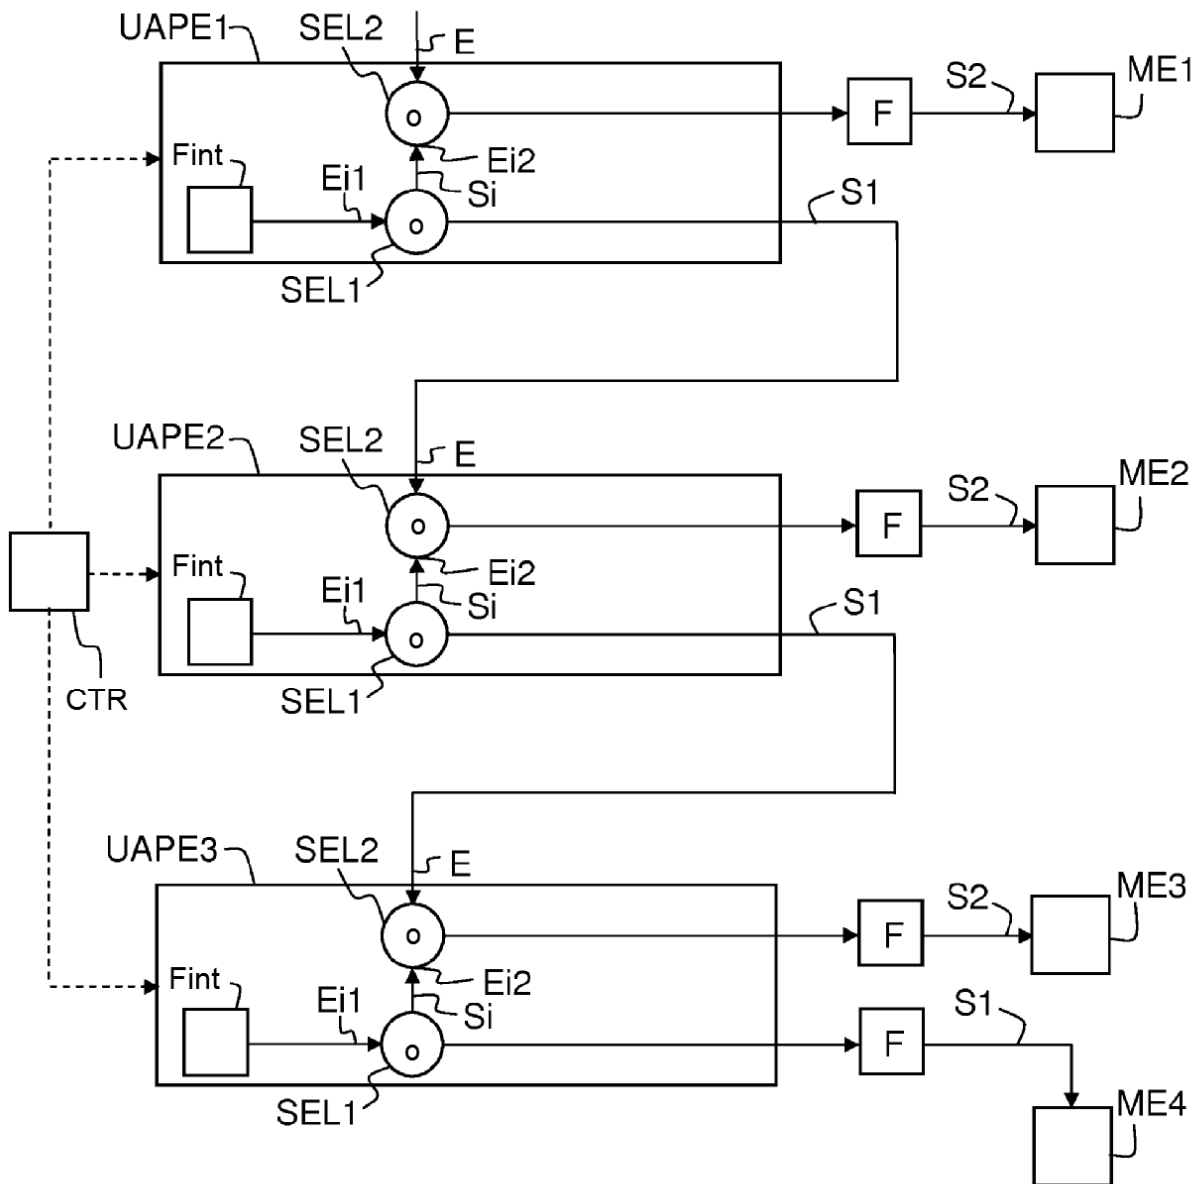 UAPE1
SEL2
E
S2
ME1
F
Fint
Ei1
Ei2
Si
S1
o
o
SEL1
UAPE2
SEL2
E
S2
ME2
F
Fint
Ei1
Ei2
Si
S1
o
o
SEL1
CTR
UAPE3
SEL2
E
S2
ME3
F
Fint
Ei1
Ei2
Si
S1
F
o
o
SEL1
ME4